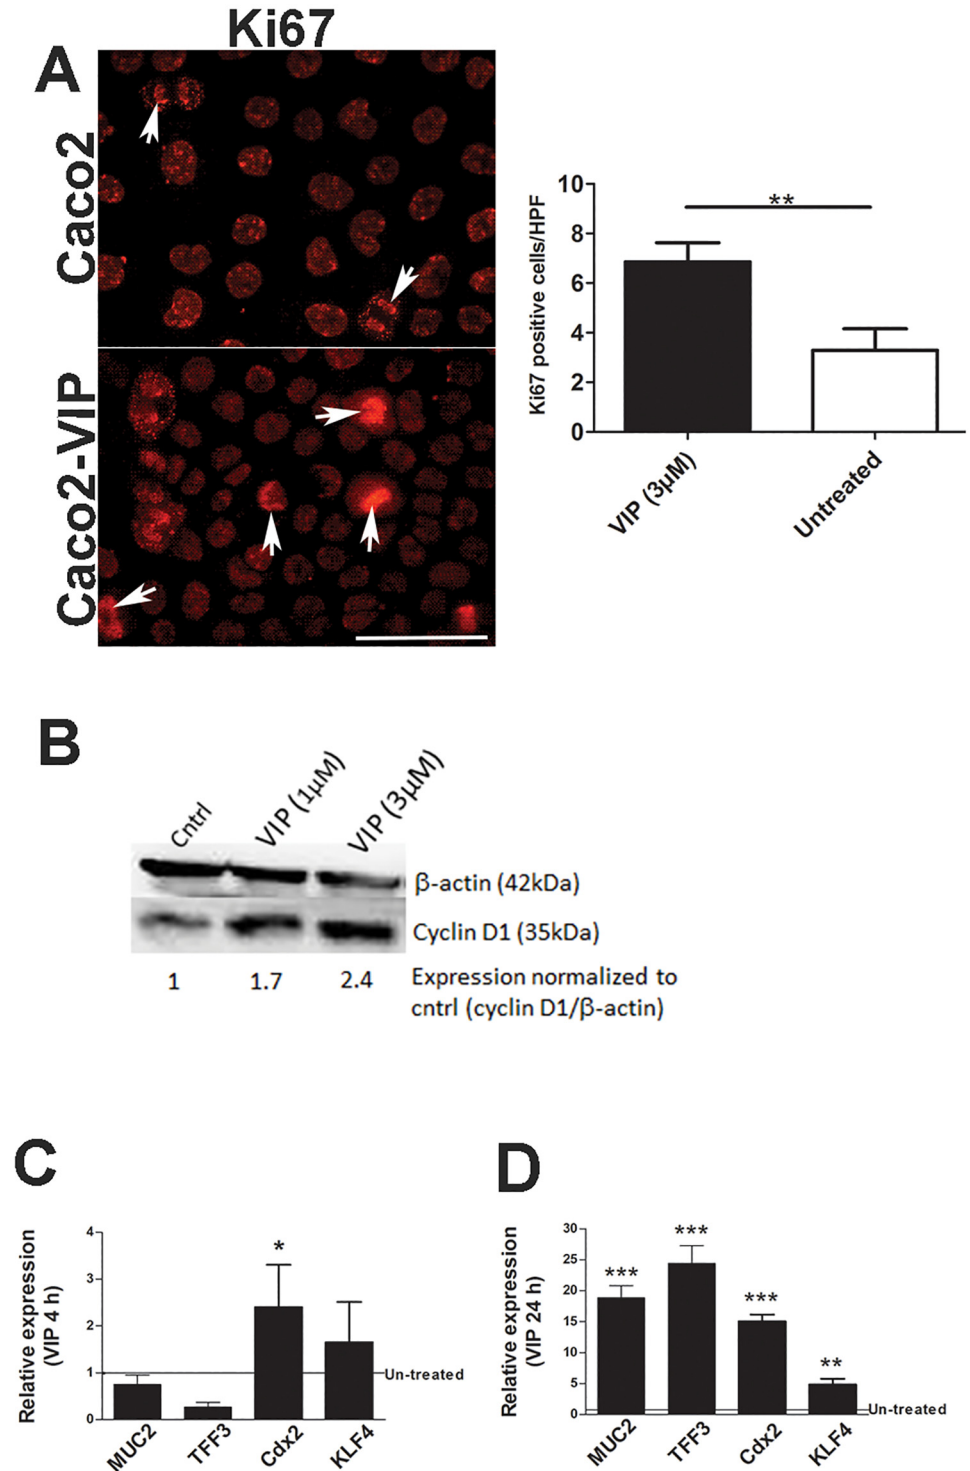 Ki67
A
Caco2
Caco2-VIP
Ki67 positive cells/HPF
10
8
6
4
2
0
**
VIP (3µM)
Untreated
B
Cntrl
VIP (1µM)
VIP (3µM)
β-actin (42kDa)
Cyclin D1 (35kDa)
1 1.7 2.4
Expression normalized to
cntrl (cyclin D1/β-actin)
C
Relative expression
(VIP 4 h)
4
3
2
1
0
*
Un-treated
MUC2
TFF3
Cdx2
KLF4
D
Relative expression
(VIP 24 h)
30
25
20
15
10
5
0
***
***
***
**
Un-treated
MUC2
TFF3
Cdx2
KLF4